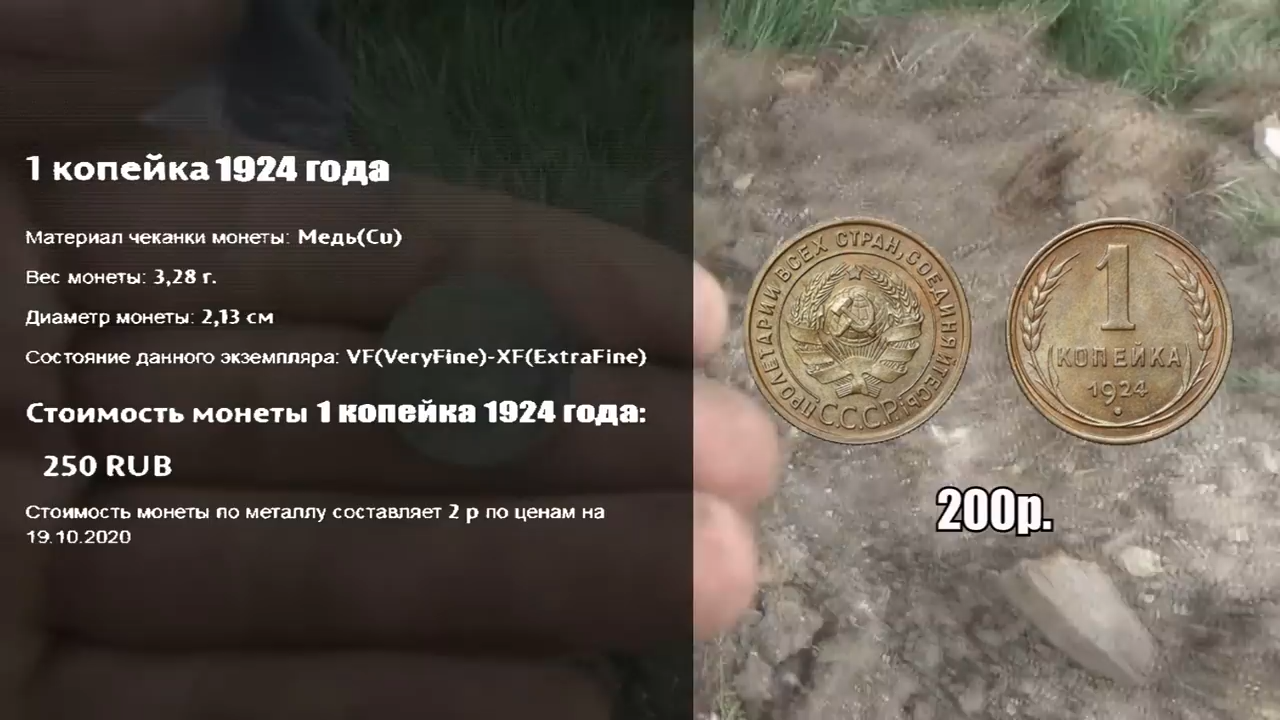 1 копейка 1924 года
Материал чеканки монеты: Медь(Cu)
Вес монеты: 3,28 г.
Диаметр монеты: 2,13 см
Состояние данного экземпляра: VF(VeryFine)-XF(ExtraFine)
Стоимость монеты 1 копейка 1924 года:
250 RUB
Стоимость монеты по металлу составляет 2 р по ценам на
19.10.2020
ПРОЛЕТАРИИ ВСЕХ СТРАН, СОЕДИНЯЙТЕСЬ!
С.С.С.Р.
1
КОПЕЙКА
1924
200р.